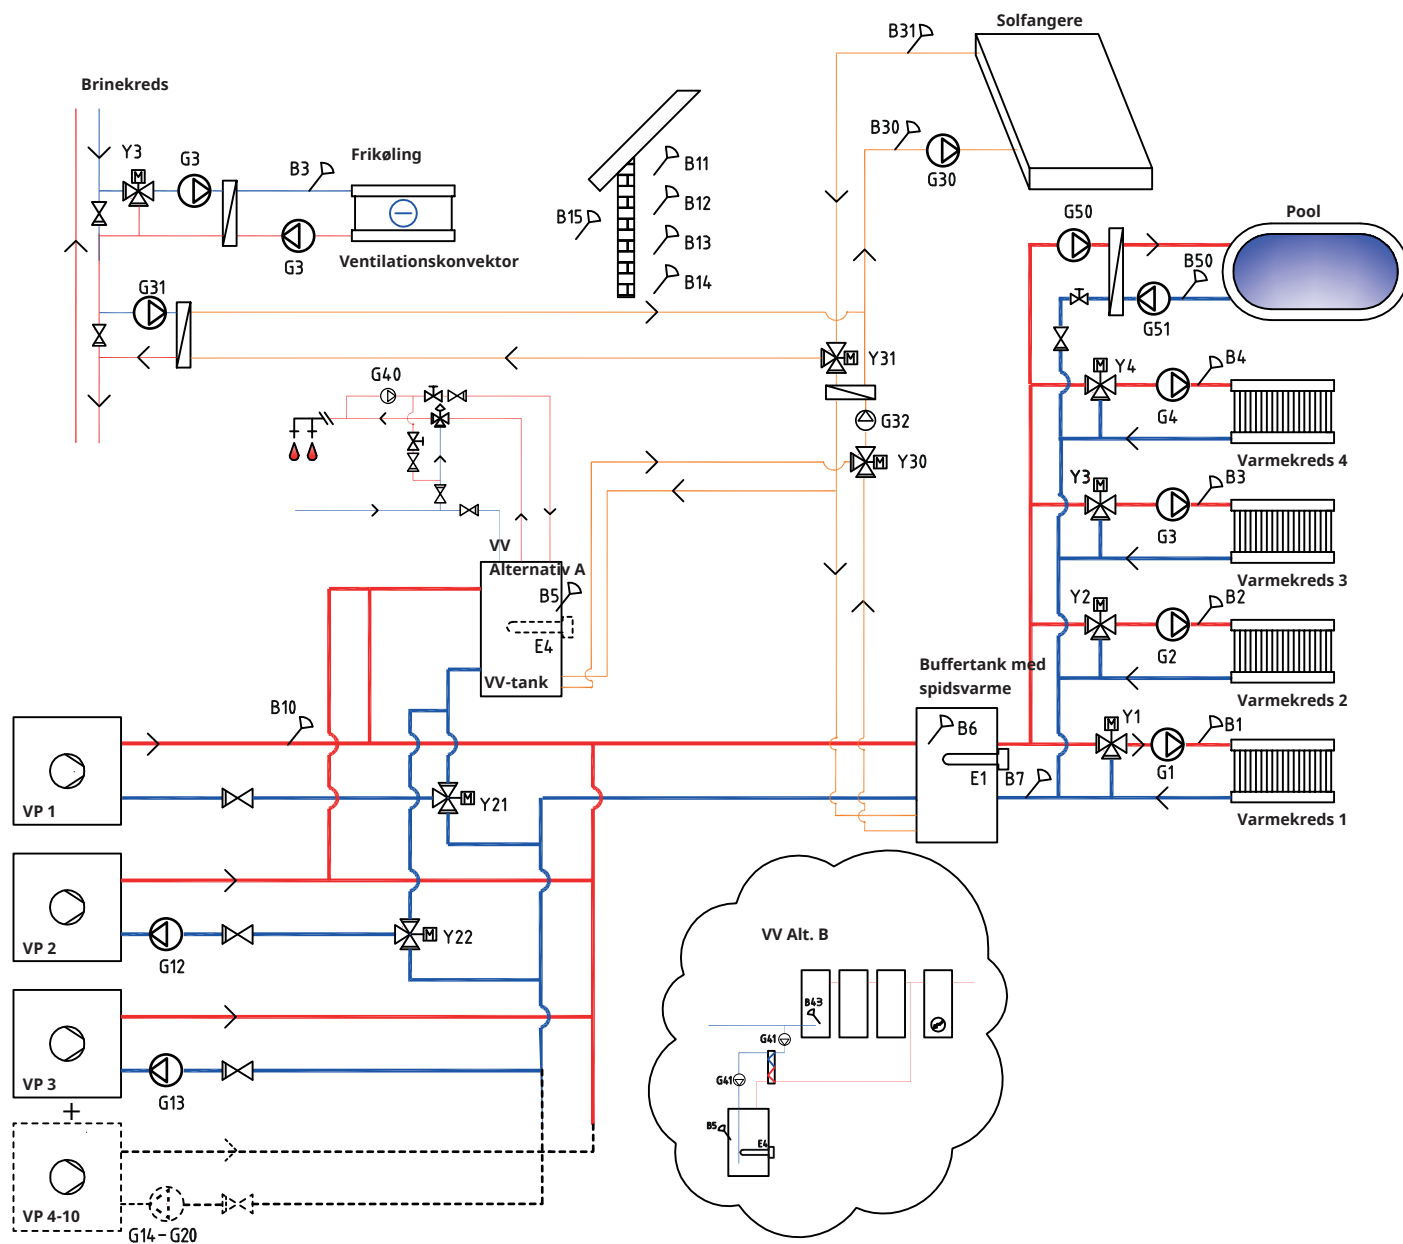 Solfangere
B31
Brinekreds
B30
G30
Y3
M
G3
B3
Frikøling
B11
B12
B15
B13
B14
G3
Ventilationskonvektor
G50
Pool
B50
G51
G31
Y31
M
G40
G32
Y30
M
Y4
M
B4
G4
Varmekreds 4
Y3
M
B3
G3
Varmekreds 3
VV
Alternativ A
B5
E4
VV-tank
Y2
M
B2
G2
Varmekreds 2
Buffertank med
spidsvarme
B6
E1
B7
Y1
M
B1
G1
Varmekreds 1
B10
VP 1
Y21
M
VP 2
G12
Y22
M
VP 3
G13
+
VP 4-10
G14-G20
VV Alt. B
B43
G41
G41
B5
E4